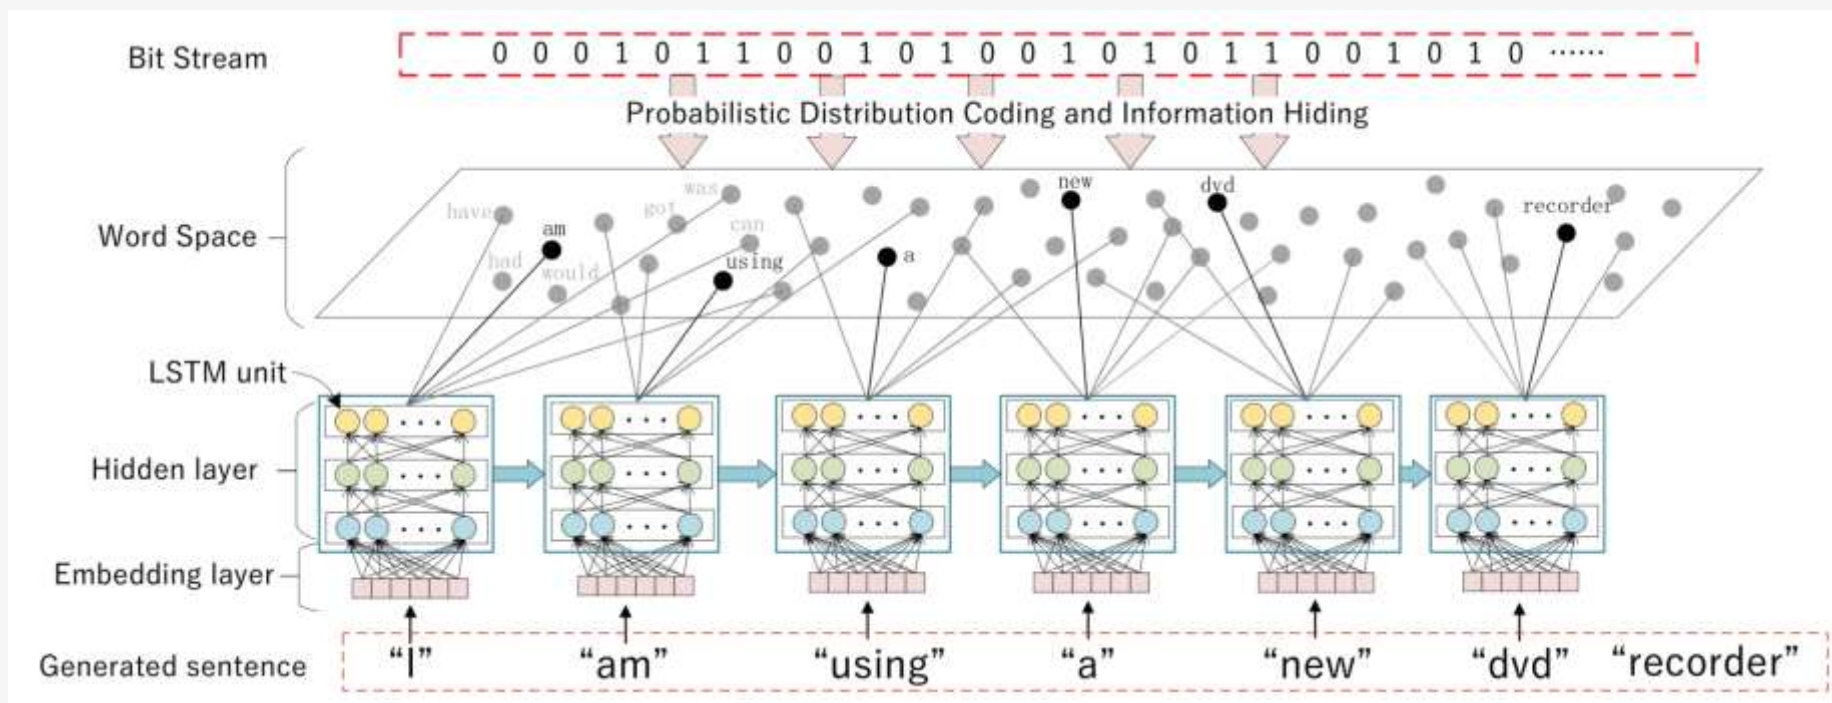 Bit Stream
0 0 0 1 0 1 1 0 0 1 0 1 0 0 1 0 1 0 1 1 0 0 1 0 1 0 ······
Probabilistic Distribution Coding and Information Hiding
Word Space
have
am
had
would
got
was
can
using
a
new
dvd
recorder
LSTM unit
Hidden layer
Embedding layer
Generated sentence
“I” “am” “using” “a” “new” “dvd” “recorder”